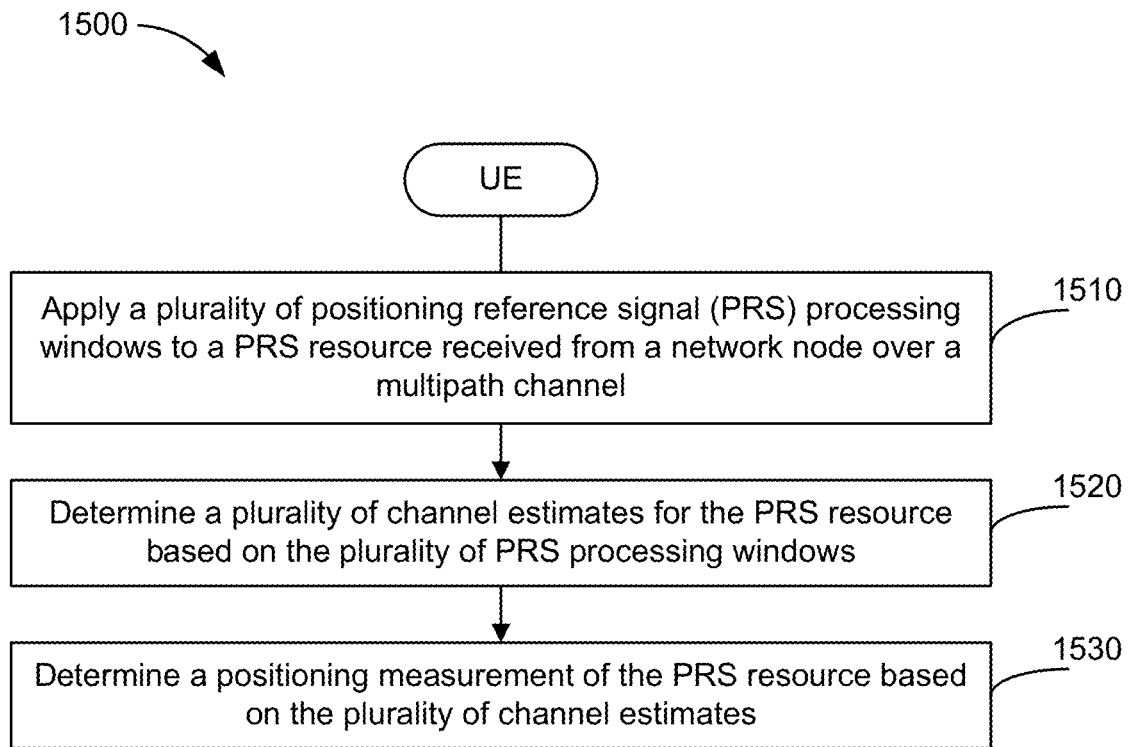 1500
UE
Apply a plurality of positioning reference signal (PRS) processing
windows to a PRS resource received from a network node over a
multipath channel
1510
Determine a plurality of channel estimates for the PRS resource
based on the plurality of PRS processing windows
1520
Determine a positioning measurement of the PRS resource based
on the plurality of channel estimates
1530